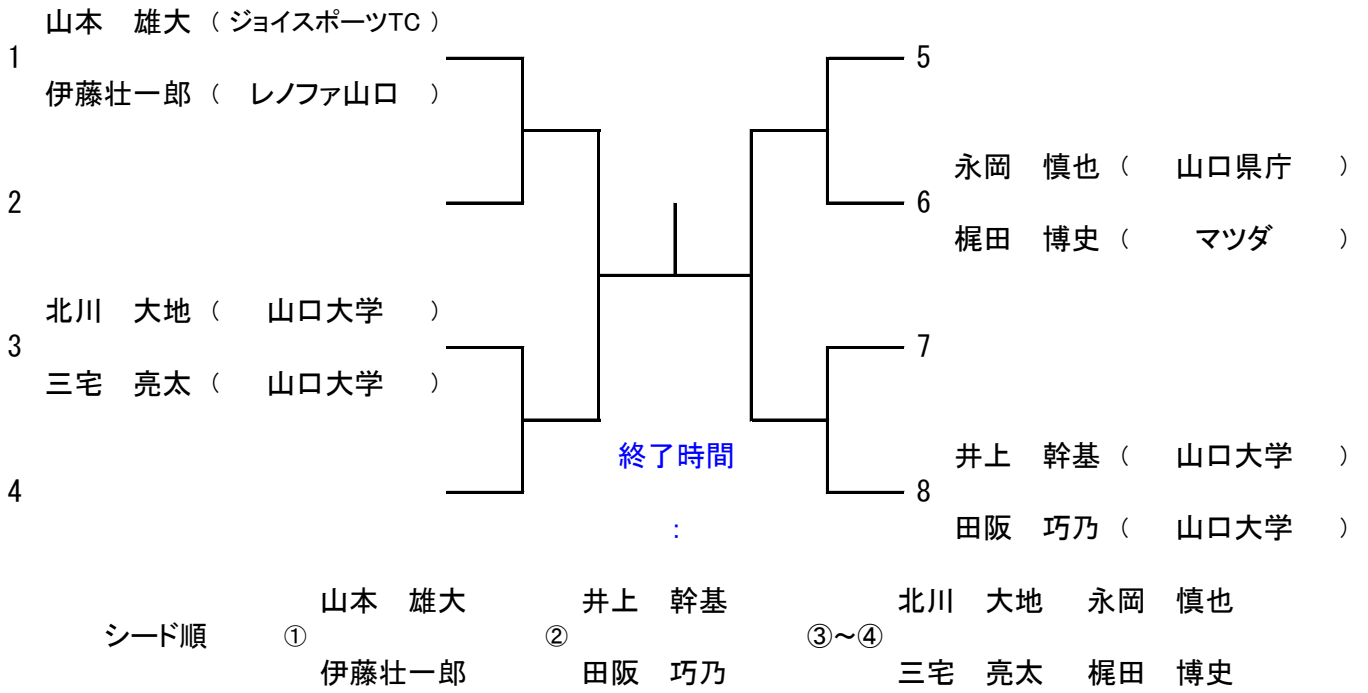 山本　雄大（ ジョイスポーツTC ）
1
伊藤壮一郎（　レノファ山口　）
2
北川　大地（　山口大学　）
3
三宅　亮太（　山口大学　）
4
5
永岡　慎也（　山口県庁　）
6
梶田　博史（　マツダ　）
7
井上　幹基（　山口大学　）
8
田阪　巧乃（　山口大学　）
終了時間
：
山本　雄大　井上　幹基　北川　大地　永岡　慎也
シード順　①　②　③～④
伊藤壮一郎　田阪　巧乃　三宅　亮太　梶田　博史